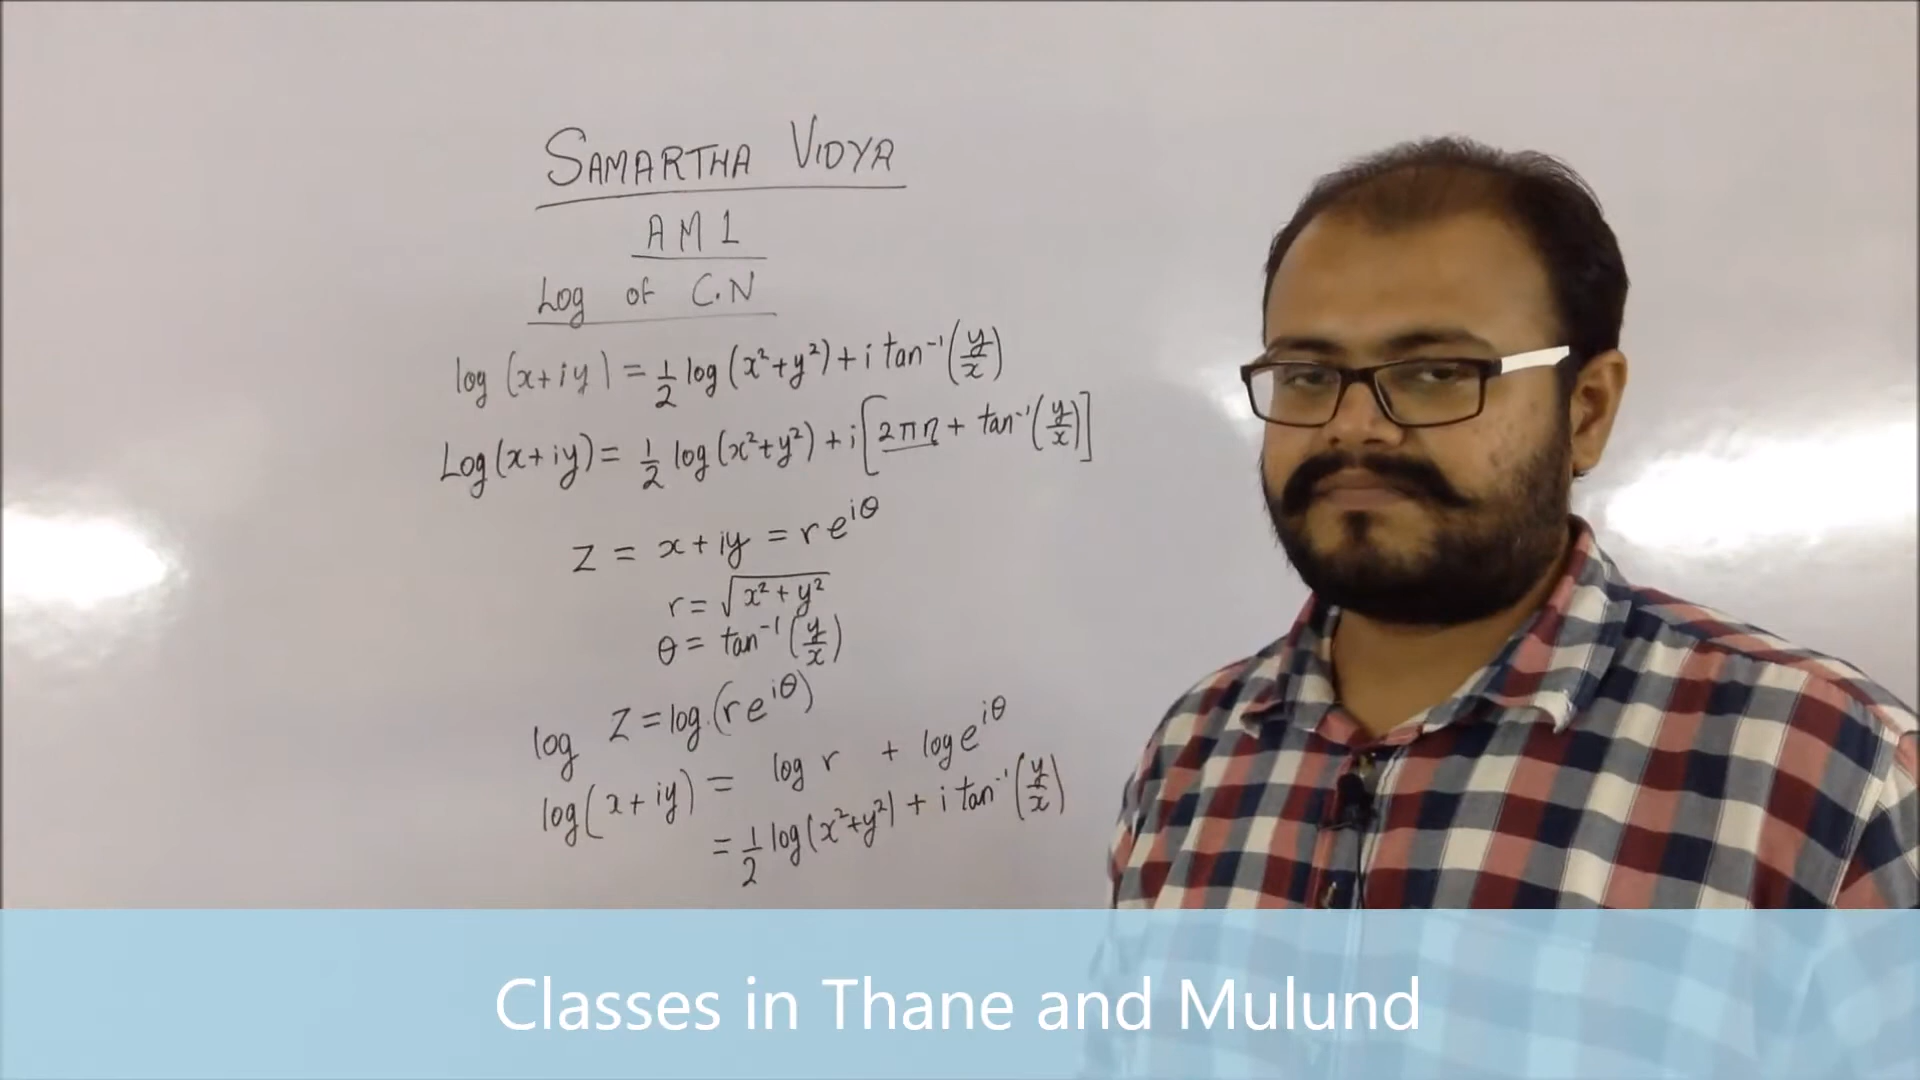 SAMARTHA VIDYA
AM1
Log of C.N
log (x+iy) = 1/2 log (x²+y²) + i tan⁻¹(y/x)
Log (x+iy) = 1/2 log (x²+y²) + i [2πn + tan⁻¹(y/x)]
Z = x+iy = re^iθ
r = √x²+y²
θ = tan⁻¹(y/x)
log Z = log.(re^iθ)
log(x+iy) = log r + log e^iθ
= 1/2 log(x²+y²) + i tan⁻¹(y/x)
Classes in Thane and Mulund